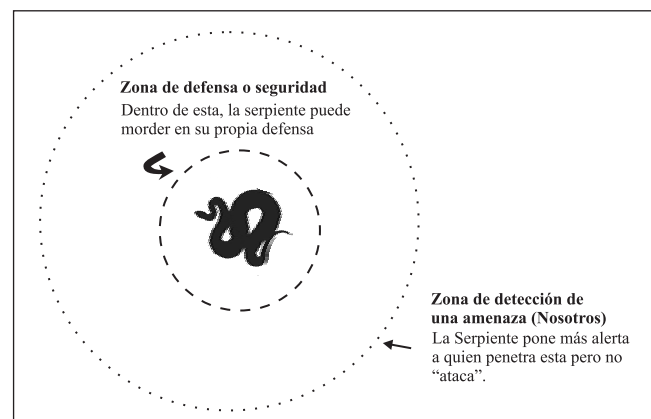 Zona de defensa o seguridad
Dentro de esta, la serpiente puede
morder en su propia defensa
Zona de detección de
una amenaza (Nosotros)
La Serpiente pone más alerta
a quien penetra esta pero no
“ataca”.